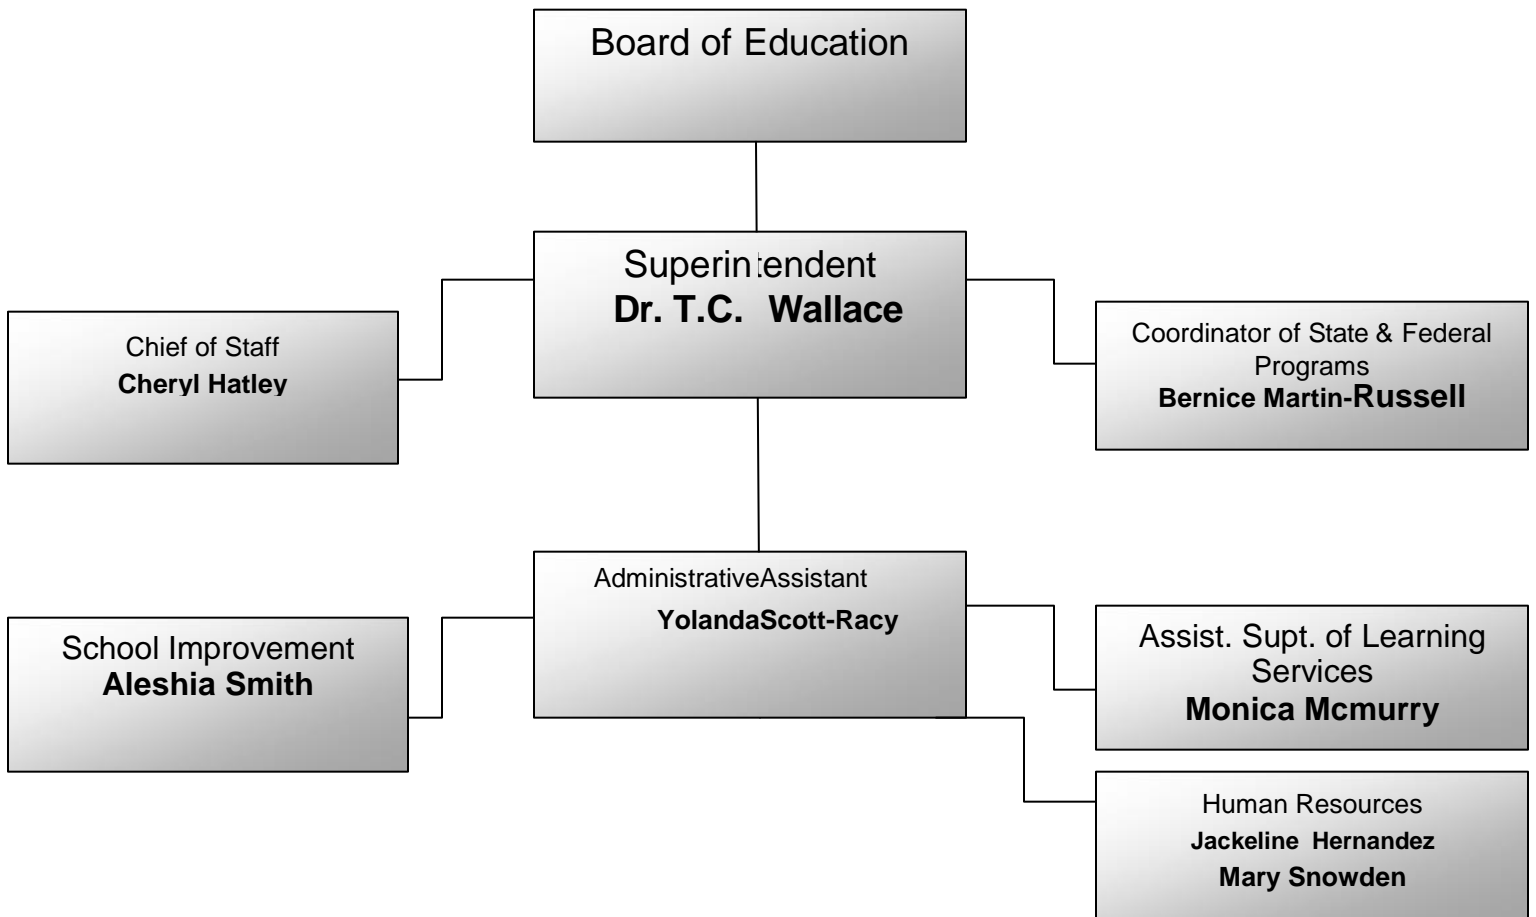 Board of Education
Superintendent
Dr. T.C. Wallace
Chief of Staff
Cheryl Hatley
Coordinator of State & Federal
Programs
Bernice Martin-Russell
AdministrativeAssistant
YolandaScott-Racy
School Improvement
Aleshia Smith
Assist. Supt. of Learning
Services
Monica Mcmurry
Human Resources
Jackeline Hernandez
Mary Snowden